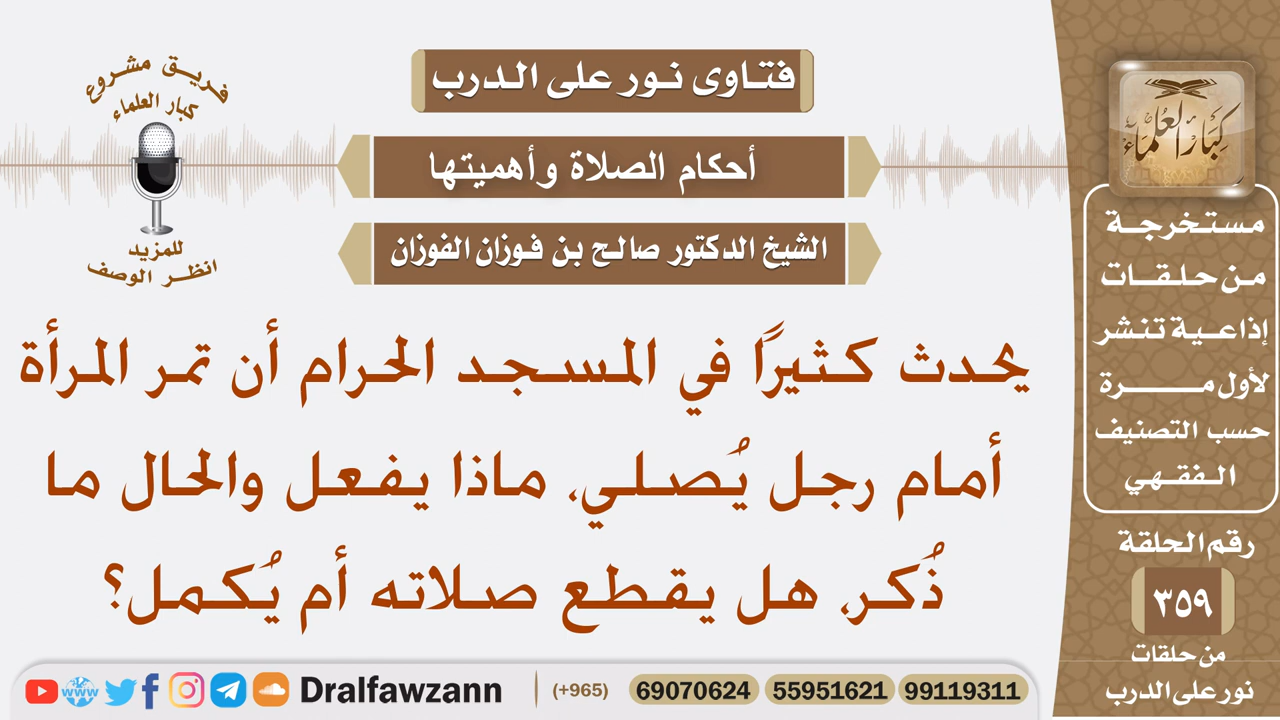 فتاوى نور على الدرب
أحكام الصلاة وأهميتها
الشيخ الدكتور صالح بن فوزان الفوزان
فريق مشروع
كبار العلماء
للمزيد
انظر الوصف
يحدث كثيرًا في المسجد الحرام أن تمر المرأة
أمام رجل يُصلي، ماذا يفعل والحال ما
ذُكر، هل يقطع صلاته أم يُكمل؟
كبار العلماء
مستخرجة
من حلقات
إذاعية تنشر
لأول مرة
حسب التصنيف
الفقهي
رقم الحلقة
٣٥٩
من حلقات
نور على الدرب
www Dralfawzann (+965) 69070624 55951621 99119311